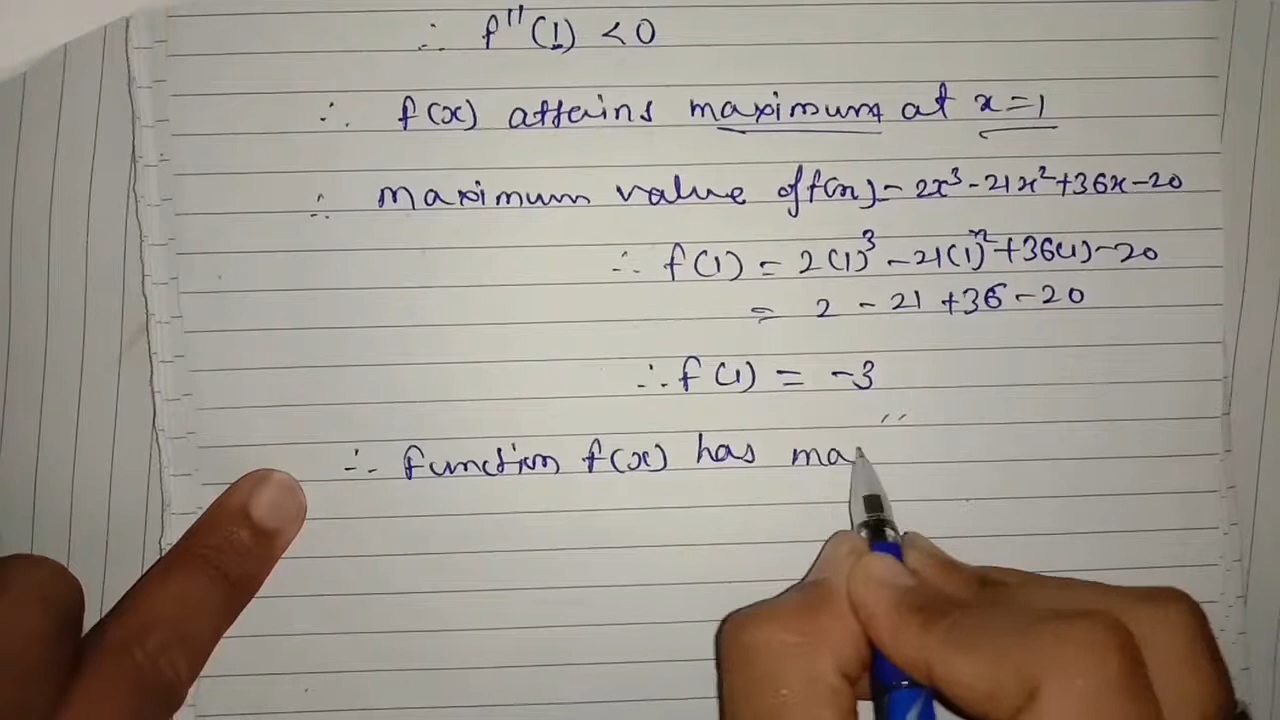 ∴ f''(1) < 0
∴ f(x) attains maximum at x=1
∴ Maximum value of f(x) = 2x³-21x²+36x-20
∴ f(1) = 2(1)³-21(1)²+36(1)-20
= 2-21+36-20
∴ f(1) = -3
∴ function f(x) has ma